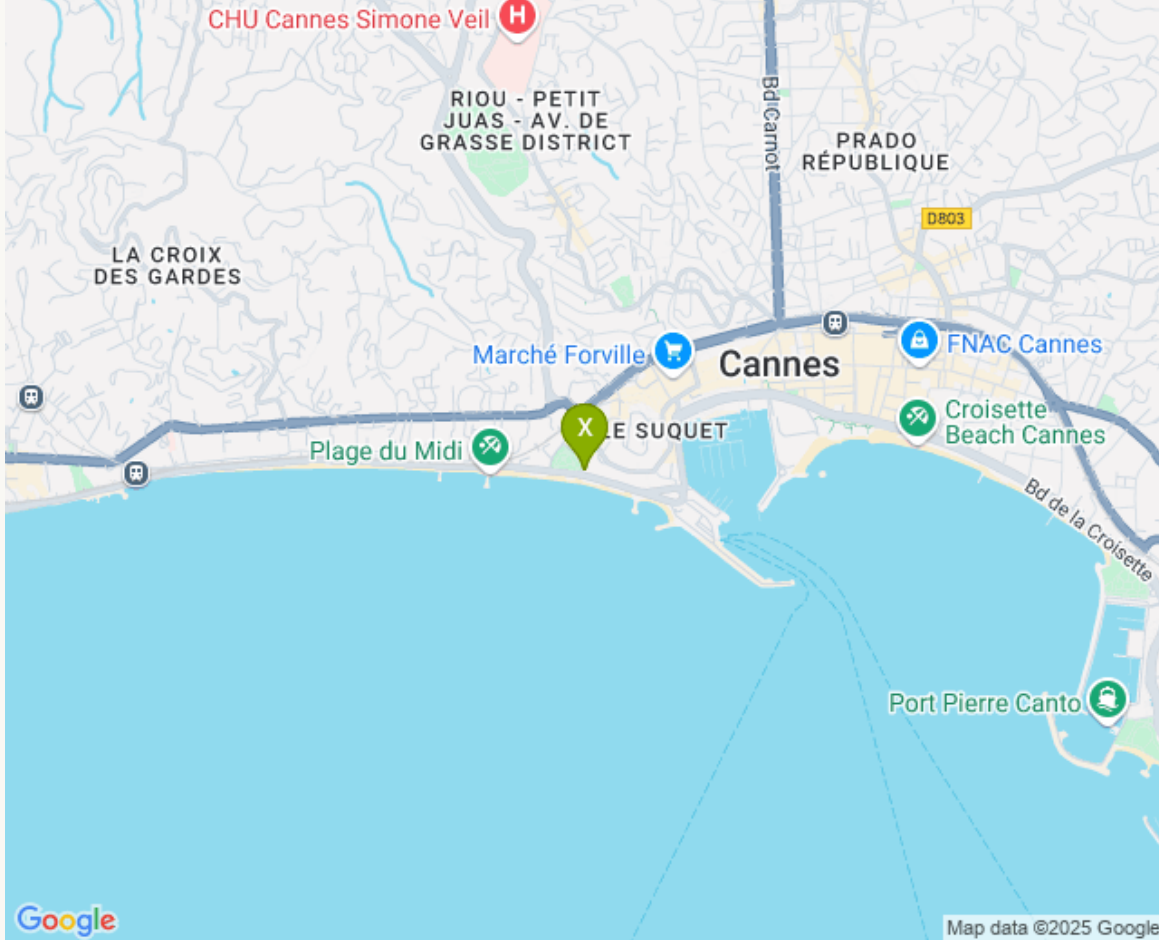 CHU Cannes Simone Veil
H
RIOU - PETIT
JUAS - AV. DE
GRASSE DISTRICT
Bd Carnot
PRADO
RÉPUBLIQUE
D803
LA CROIX
DES GARDES
Marché Forville
Cannes
FNAC Cannes
X
LE SUQUET
Croisette
Beach Cannes
Plage du Midi
Bd de la Croisette
Port Pierre Canto
Google
Map data ©2025 Google